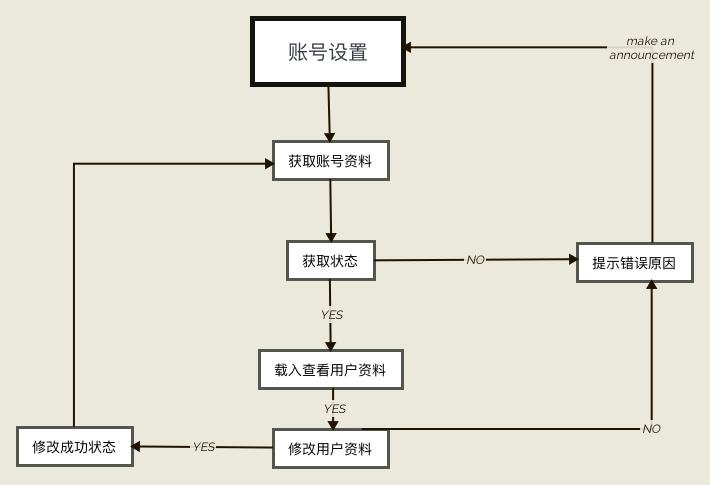 账号设置
make an
announcement
获取账号资料
获取状态
NO
提示错误原因
YES
载入查看用户资料
YES
修改用户资料
NO
YES
修改成功状态